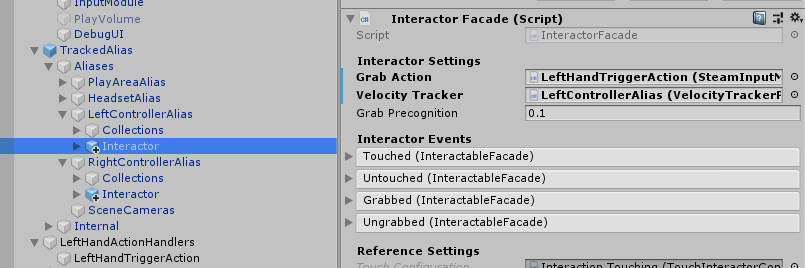 InputModule
PlayVolume
DebugUI
TrackedAlias
Aliases
PlayAreaAlias
HeadsetAlias
LeftControllerAlias
Collections
Interactor
RightControllerAlias
Collections
Interactor
SceneCameras
Internal
LeftHandActionHandlers
LeftHandTriggerAction
Interactor Facade (Script)
Script InteractorFacade
Interactor Settings
Grab Action LeftHandTriggerAction (SteamInputM
Velocity Tracker LeftControllerAlias (VelocityTrackerP
Grab Precognition 0.1
Interactor Events
Touched (InteractableFacade)
Untouched (InteractableFacade)
Grabbed (InteractableFacade)
Ungrabbed (InteractableFacade)
Reference Settings
Touch Configuration Interaction Touching (TouchInteractorCon